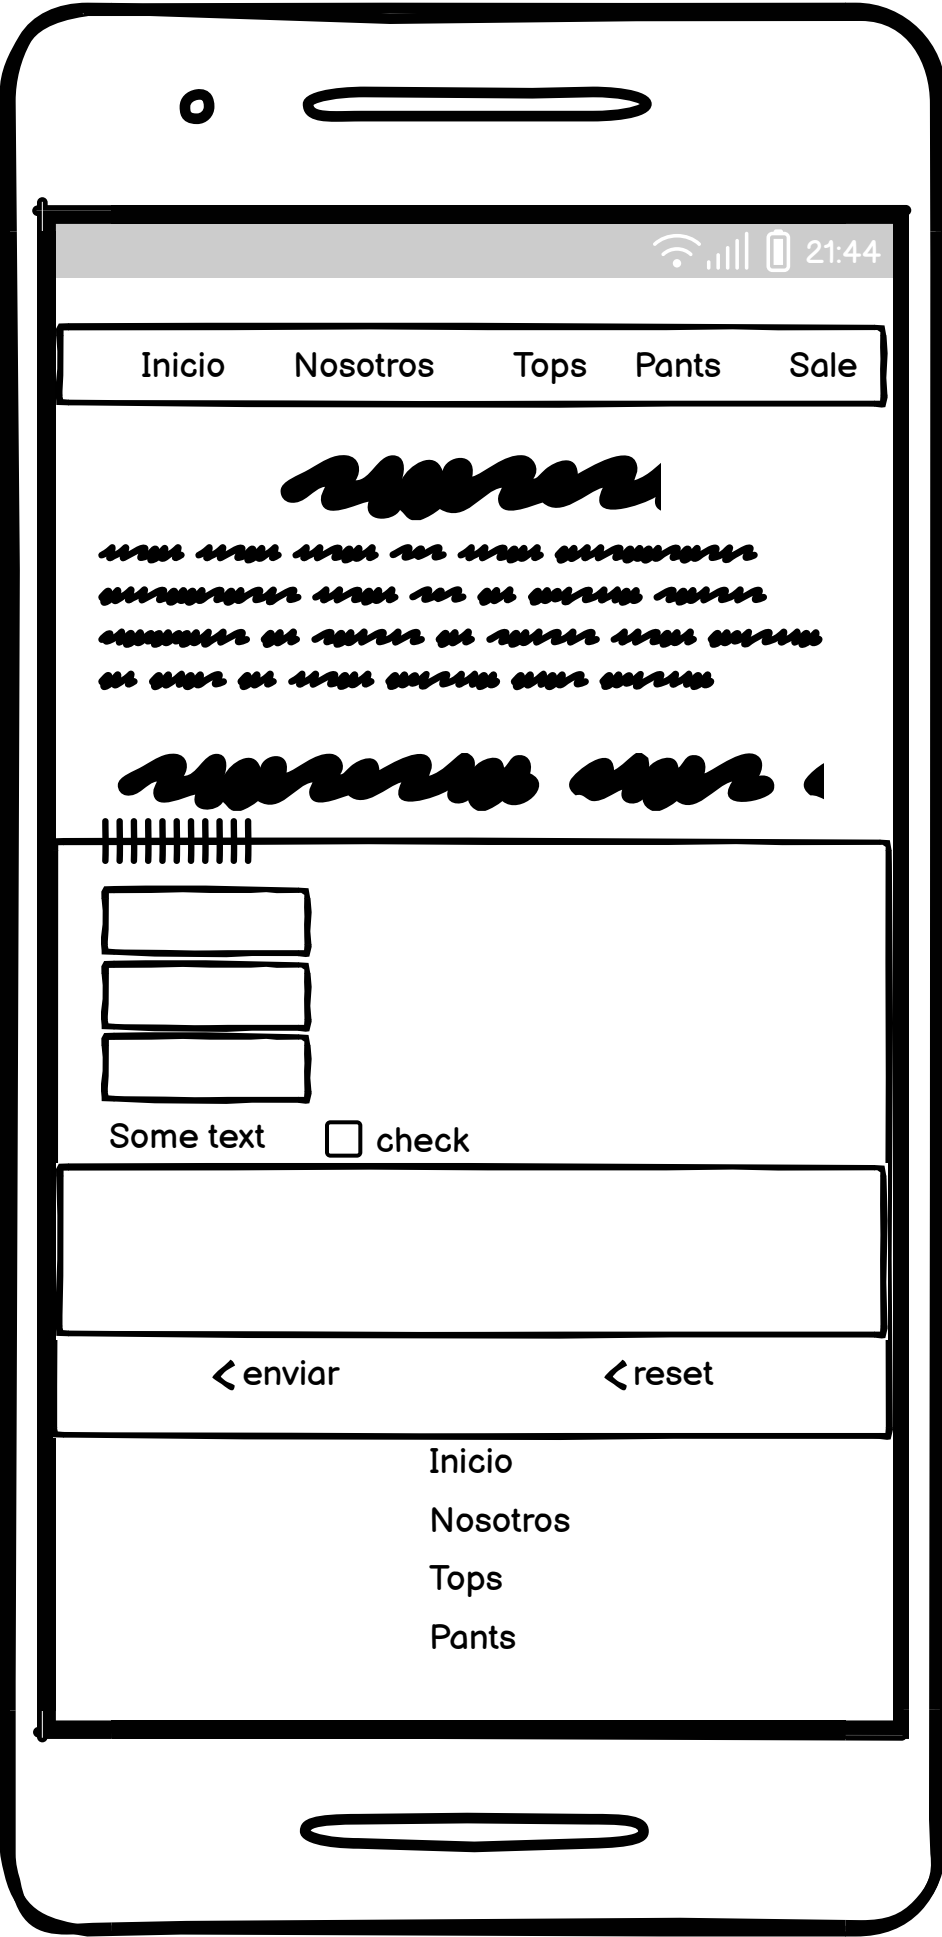 21:44
Inicio Nosotros Tops Pants Sale
Some text check
enviar reset
Inicio
Nosotros
Tops
Pants